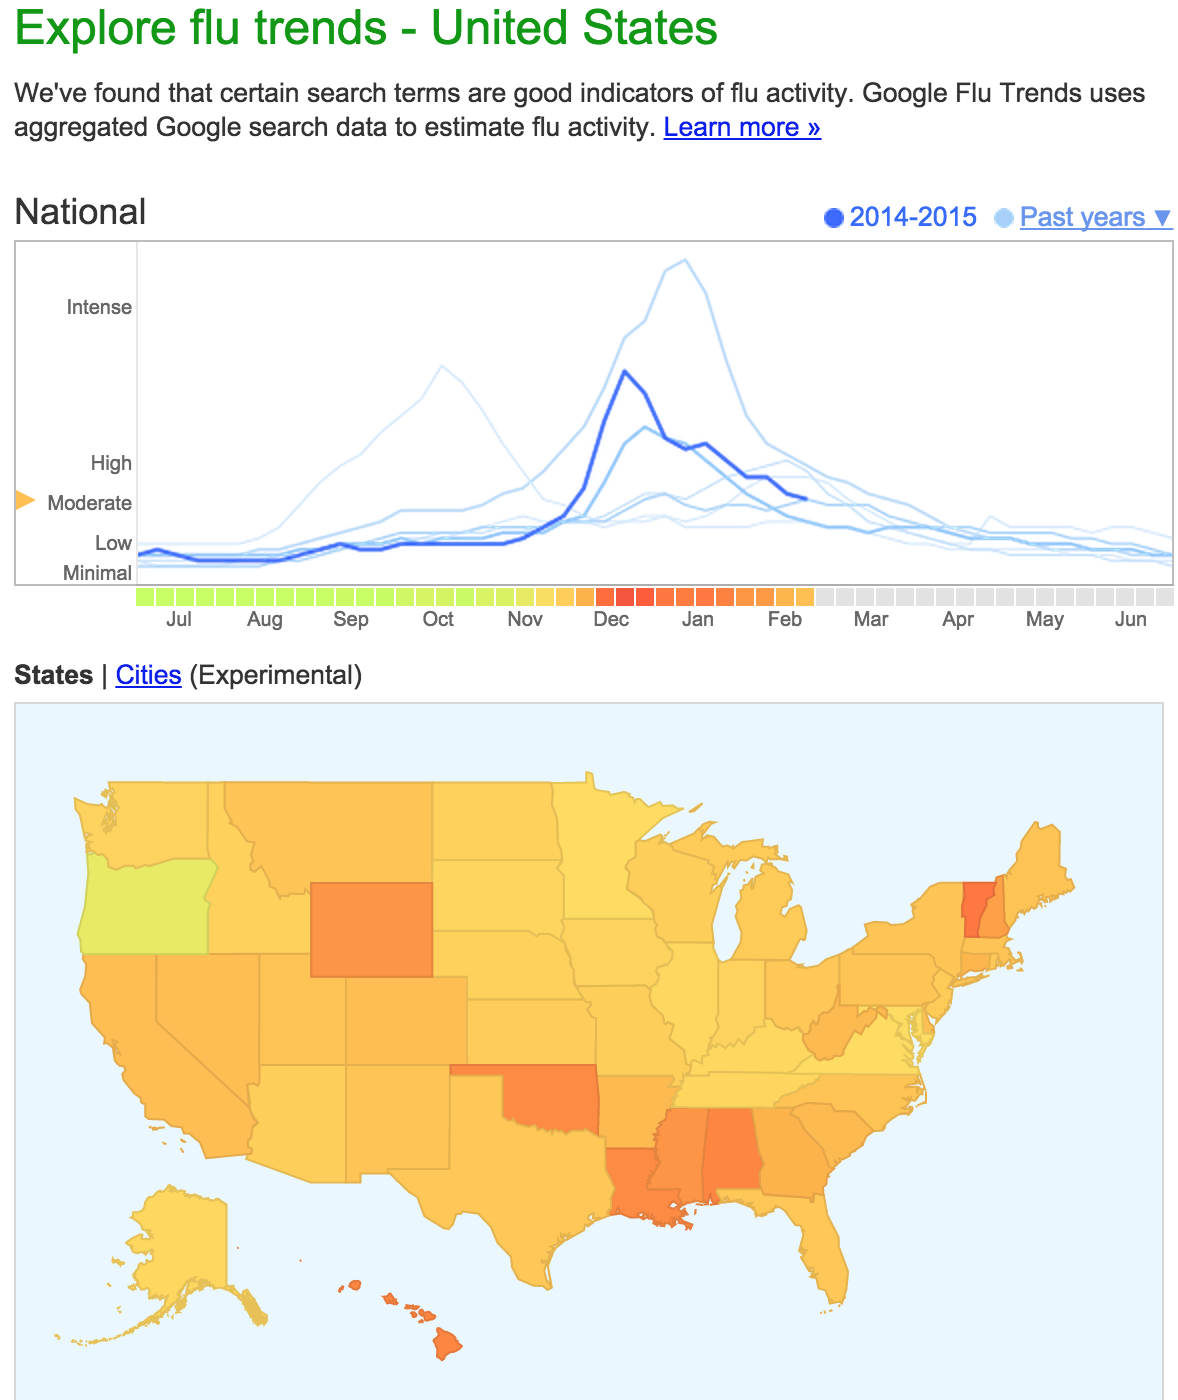 Explore flu trends - United States
We've found that certain search terms are good indicators of flu activity. Google Flu Trends uses
aggregated Google search data to estimate flu activity. Learn more »
National
2014-2015 Past years ▼
Intense
High
Moderate
Low
Minimal
Jul Aug Sep Oct Nov Dec Jan Feb Mar Apr May Jun
States | Cities (Experimental)